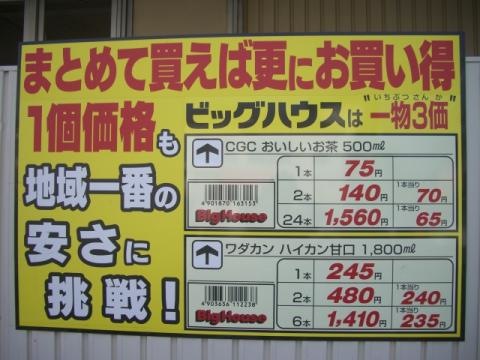 まとめて買えば更にお買い得
1個価格も
地域一番の
安さに
挑戦！
いちぶつさんか
ビッグハウスは"一物3価"
CGC おいしいお茶 500㎖
1本 75円
2本 140円 1本当り 70円
24本 1,560円 1本当り 65円
4901870 163153
BigHouse
ワダカン ハイカン甘口 1,800㎖
1本 245円
2本 480円 1本当り 240円
6本 1,410円 1本当り 235円
4903636 112238
BigHouse